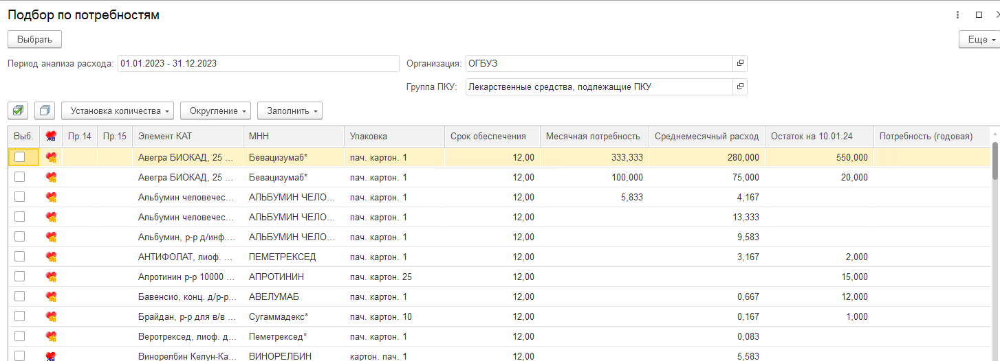 Подбор по потребностям
Выбрать
Еще
Период анализа расхода: 01.01.2023 - 31.12.2023 Организация: ОГБУЗ
Группа ПКУ: Лекарственные средства, подлежащие ПКУ
Установка количества Округление Заполнить
Выб. Пр.14 Пр.15 Элемент КАТ МНН Упаковка Срок обеспечения Месячная потребность Среднемесячный расход Остаток на 10.01.24 Потребность (годовая)
Авегра БИОКАД, 25 ... Бевацизумаб* пач. картон. 1 12,00 333,333 280,000 550,000
Авегра БИОКАД, 25 ... Бевацизумаб* пач. картон. 1 12,00 100,000 75,000 20,000
Альбумин человечес... АЛЬБУМИН ЧЕЛО... пач. картон. 1 12,00 5,833 4,167
Альбумин человечес... АЛЬБУМИН ЧЕЛО... пач. картон. 1 12,00 13,333
Альбумин, р-р д/инф.... АЛЬБУМИН ЧЕЛО... пач. картон. 1 12,00 9,583
АНТИФОЛАТ, лиоф. ... ПЕМЕТРЕКСЕД пач. картон. 1 12,00 3,167 2,000
Апротинин р-р 10000 ... АПРОТИНИН пач. картон. 25 12,00 15,000
Бавенсио, конц. д/р-р... АВЕЛУМАБ пач. картон. 1 12,00 0,667 12,000
Брайдан, р-р для в/в ... Сугаммадекс* пач. картон. 10 12,00 0,167 1,000
Веротрексед, лиоф. д... Пеметрексед* пач. картон. 1 12,00 0,083
Винорелбин Келун-Ка... ВИНОРЕЛБИН картон. пач. 1 12,00 5,583